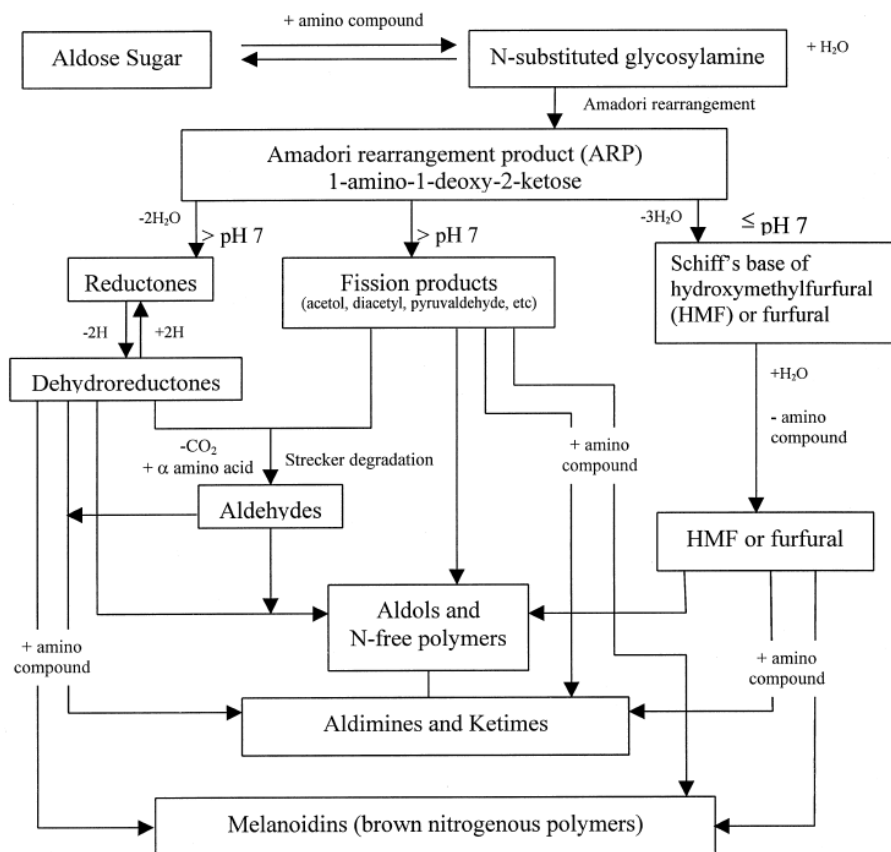 + amino compound
Aldose Sugar
N-substituted glycosylamine
+ H₂O
Amadori rearrangement
Amadori rearrangement product (ARP)
1-amino-1-deoxy-2-ketose
-2H₂O
> pH 7
> pH 7
-3H₂O
≤ pH 7
Reductones
Fission products
(acetol, diacetyl, pyruvaldehyde, etc)
Schiff's base of
hydroxymethylfurfural
(HMF) or furfural
-2H
+2H
Dehydroreductones
+H₂O
- amino
compound
-CO₂
+ α amino acid
Strecker degradation
+ amino
compound
Aldehydes
HMF or furfural
Aldols and
N-free polymers
+ amino
compound
+ amino
compound
Aldimines and Ketimes
Melanoidins (brown nitrogenous polymers)